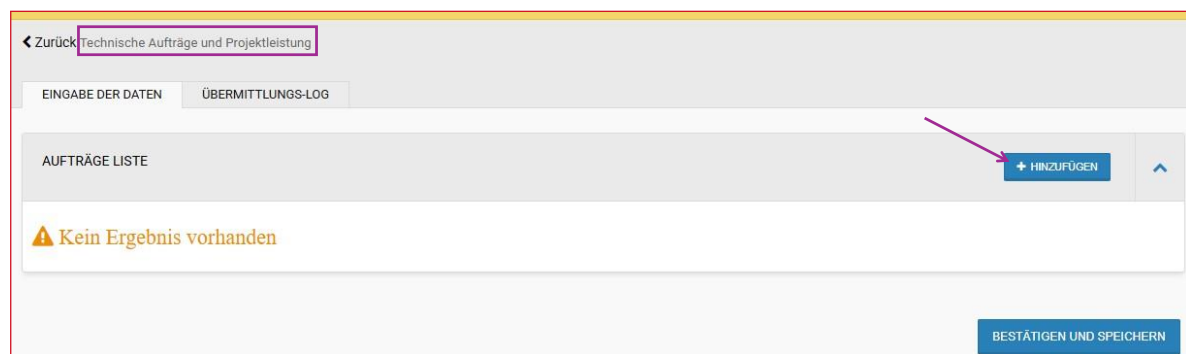 Zurück Technische Aufträge und Projektleistung
EINGABE DER DATEN ÜBERMITTLUNGS-LOG
AUFTRÄGE LISTE + HINZUFÜGEN
Kein Ergebnis vorhanden
BESTÄTIGEN UND SPEICHERN